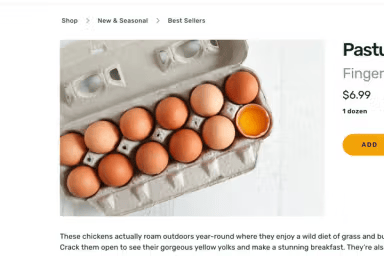 Shop > New & Seasonal > Best Sellers
Pastu
Finger
$6.99
1 dozen
ADD
These chickens actually roam outdoors year-round where they enjoy a wild diet of grass and bu
Crack them open to see their gorgeous yellow yolks and make a stunning breakfast. They're als